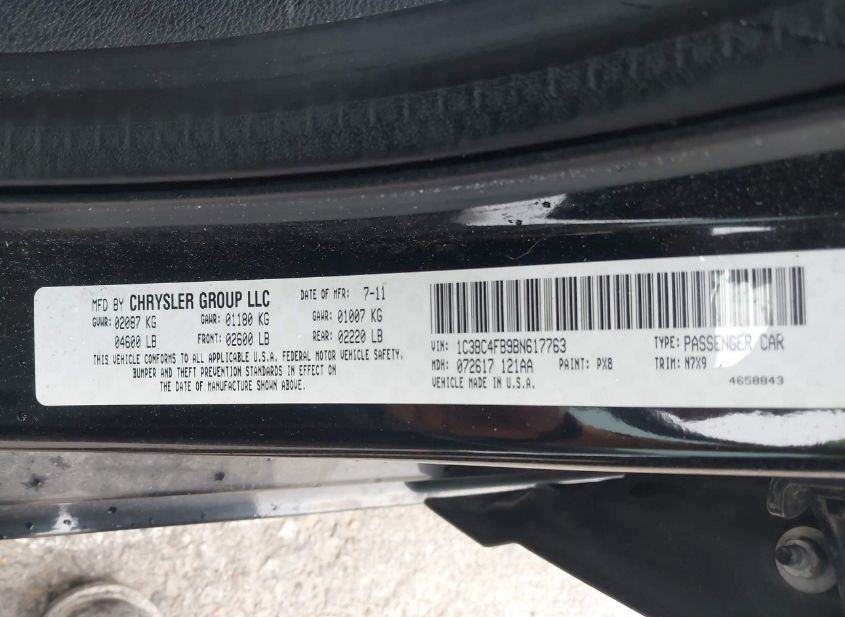 MFD BY CHRYSLER GROUP LLC DATE OF MFR: 7-11
GVWR: 02087 KG GAWR: 01180 KG GAWR: 01007 KG
04600 LB FRONT: 02600 LB REAR: 02220 LB
THIS VEHICLE CONFORMS TO ALL APPLICABLE U.S.A. FEDERAL MOTOR VEHICLE SAFETY,
BUMPER AND THEFT PREVENTION STANDARDS IN EFFECT ON
THE DATE OF MANUFACTURE SHOWN ABOVE.
VIN: 1C3BC4FB9BN617763 TYPE: PASSENGER CAR
MDH: 072617 121AA PAINT: PX8 TRIM: N7X9
VEHICLE MADE IN U.S.A. 4658843